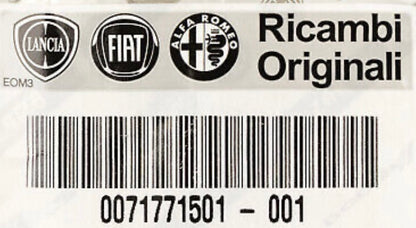 LANCIA FIAT ALFA ROMEO Ricambi
Originali
EOM3
0071771501 - 001